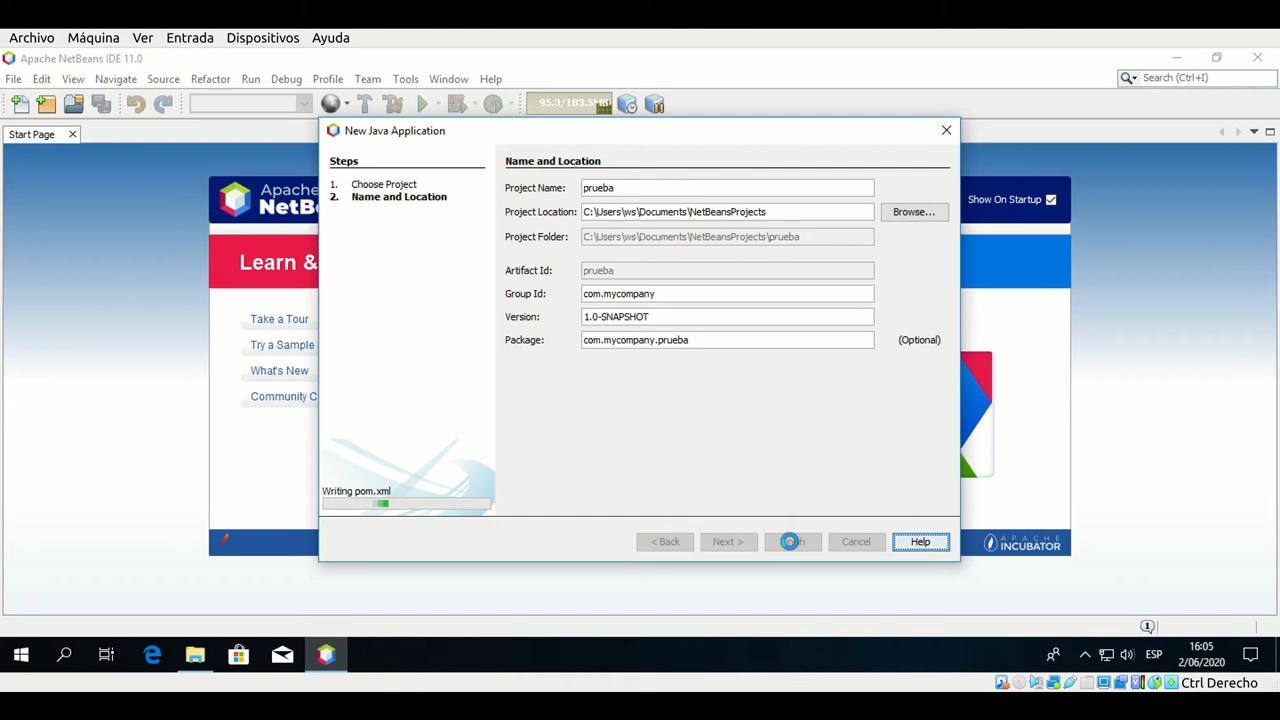 Archivo Máquina Ver Entrada Dispositivos Ayuda
Apache NetBeans IDE 11.0
File Edit View Navigate Source Refactor Run Debug Profile Team Tools Window Help
Search (Ctrl+I)
95.3/183.5MB
Start Page
New Java Application
Steps
1. Choose Project
2. Name and Location
Name and Location
Project Name: prueba
Project Location: C:\Users\ws\Documents\NetBeansProjects Browse...
Project Folder: C:\Users\ws\Documents\NetBeansProjects\prueba
Artifact Id: prueba
Group Id: com.mycompany
Version: 1.0-SNAPSHOT
Package: com.mycompany.prueba (Optional)
Writing pom.xml
< Back Next > Cancel Help
Apache
NetB
Show On Startup
Learn &
Take a Tour
Try a Sample
What's New
Community C
APACHE
INCUBATOR
1
ESP
16:05
2/06/2020
Ctrl Derecho